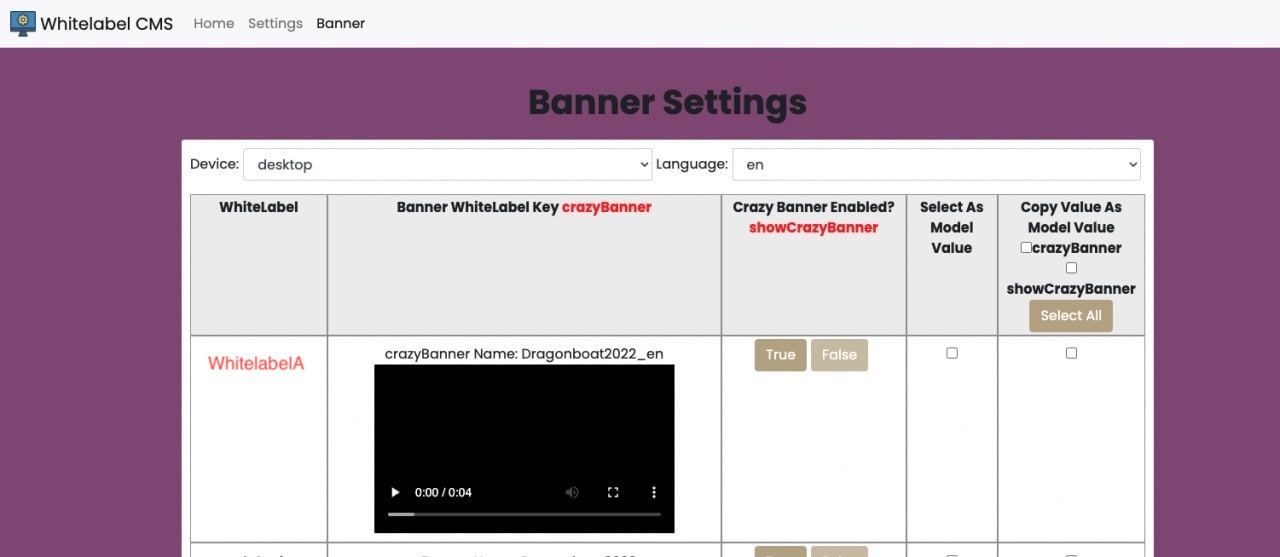 Whitelabel CMS Home Settings Banner
Banner Settings
Device: desktop Language: en
WhiteLabel
Banner WhiteLabel Key crazyBanner
Crazy Banner Enabled?
showCrazyBanner
Select As
Model
Value
Copy Value As
Model Value
crazyBanner
showCrazyBanner
Select All
WhitelabelA
crazyBanner Name: Dragonboat2022_en
0:00 / 0:04
True False